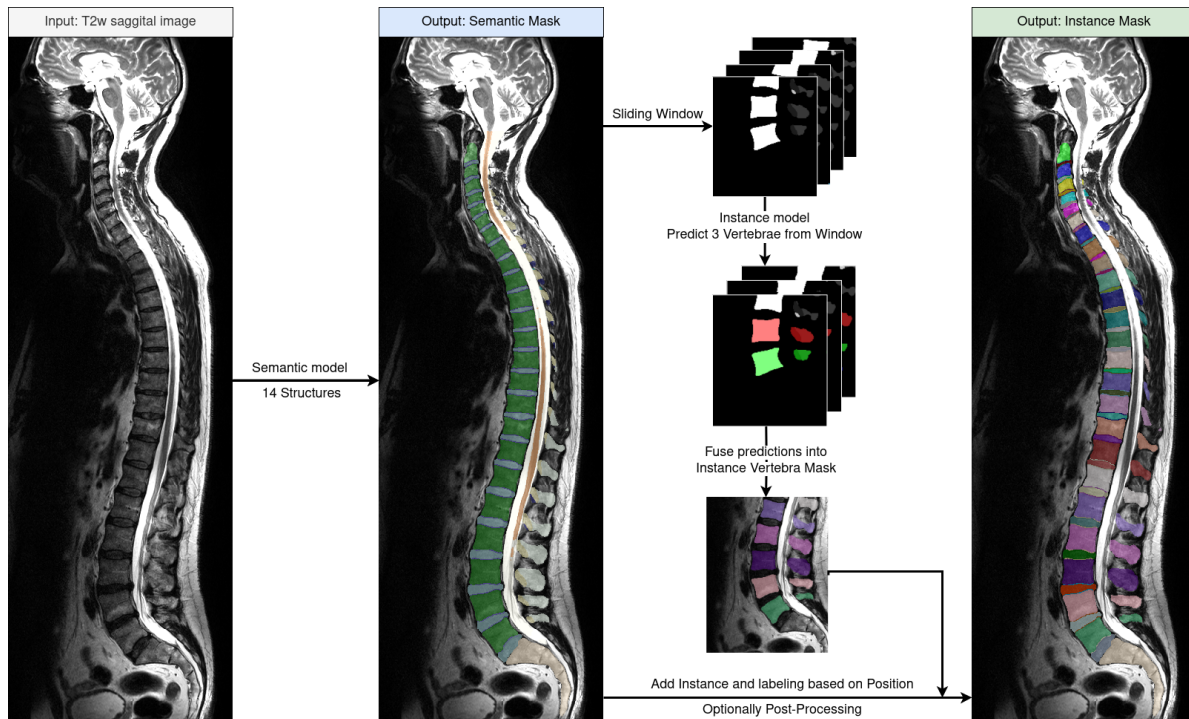 Input: T2w saggital image
Output: Semantic Mask
Output: Instance Mask
Sliding Window
Instance model
Predict 3 Vertebrae from Window
Semantic model
14 Structures
Fuse predictions into
Instance Vertebra Mask
Add Instance and labeling based on Position
Optionally Post-Processing